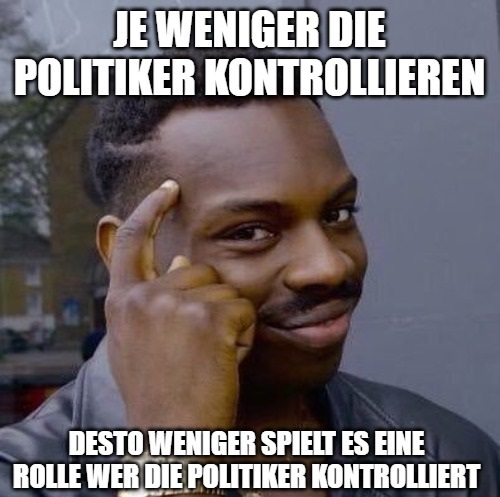 JE WENIGER DIE
POLITIKER KONTROLLIEREN
DESTO WENIGER SPIELT ES EINE
ROLLE WER DIE POLITIKER KONTROLLIERT